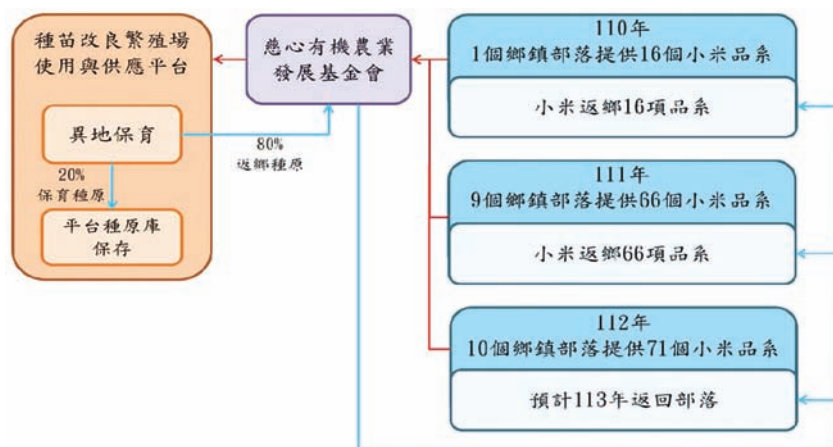 種苗改良繁殖場
使用與供應平台
異地保育
20%
保育種原
平台種原庫
保存
慈心有機農業
發展基金會
80%
返鄉種原
110年
1個鄉鎮部落提供16個小米品系
小米返鄉16項品系
111年
9個鄉鎮部落提供66個小米品系
小米返鄉66項品系
112年
10個鄉鎮部落提供71個小米品系
預計113年返回部落